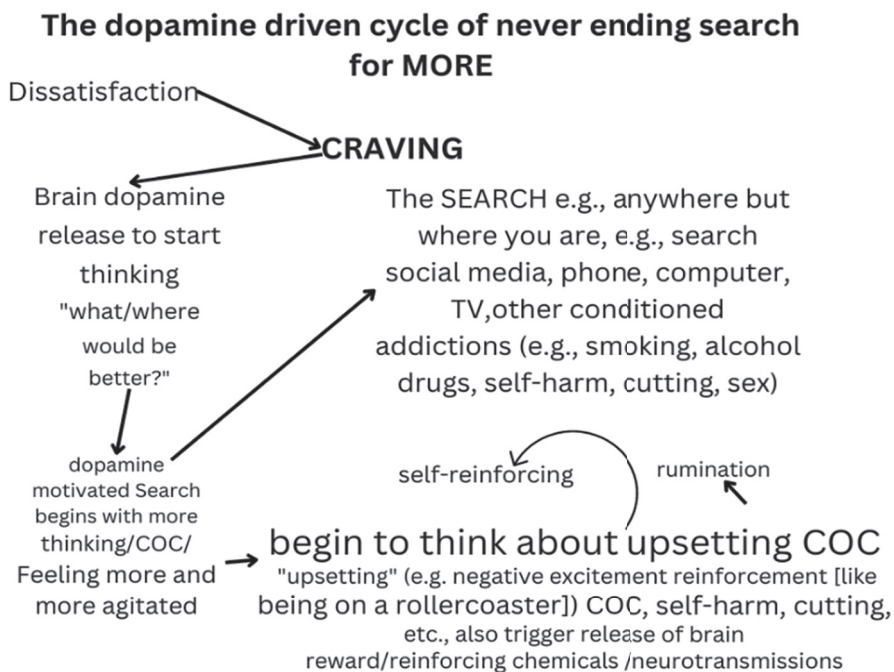 The dopamine driven cycle of never ending search
for MORE
Dissatisfaction
CRAVING
Brain dopamine
release to start
thinking
"what/where
would be
better?"
The SEARCH e.g., anywhere but
where you are, e.g., search
social media, phone, computer,
TV,other conditioned
addictions (e.g., smoking, alcohol
drugs, self-harm, cutting, sex)
dopamine
motivated Search
begins with more
thinking/COC/
Feeling more and
more agitated
self-reinforcing
rumination
begin to think about upsetting COC
"upsetting" (e.g. negative excitement reinforcement [like
being on a rollercoaster]) COC, self-harm, cutting,
etc., also trigger release of brain
reward/reinforcing chemicals /neurotransmissions